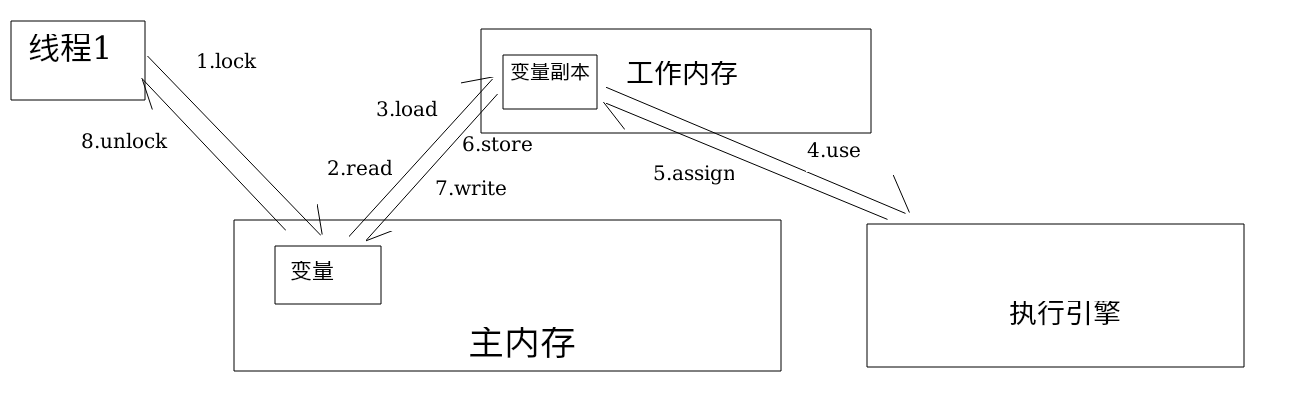 线程1
1.lock
8.unlock
变量副本
工作内存
3.load
6.store
2.read
7.write
4.use
5.assign
变量
主内存
执行引擎